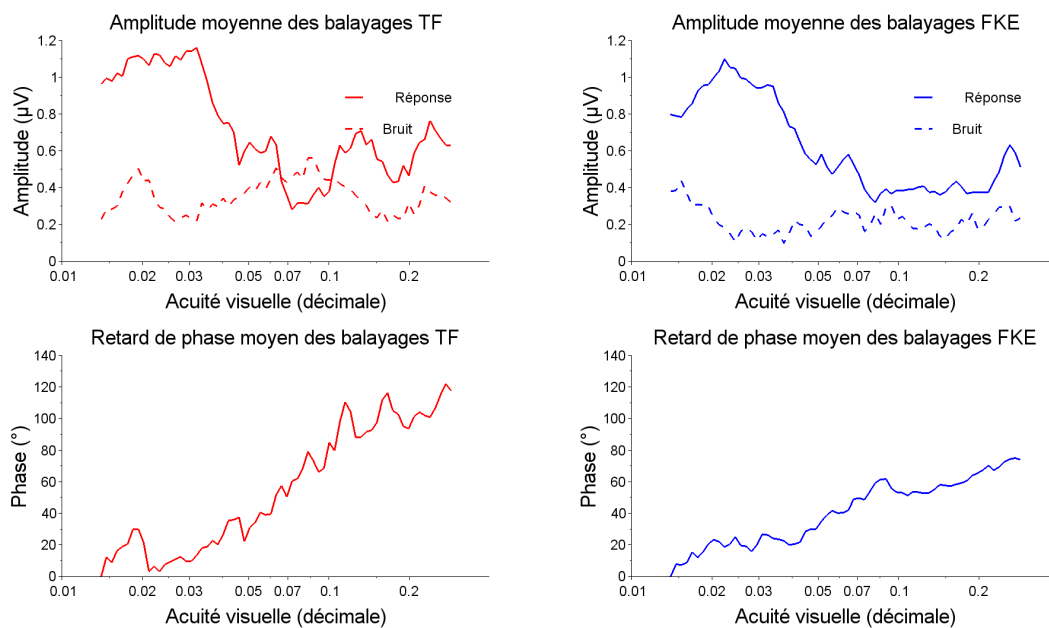 Amplitude moyenne des balayages TF
1.2
1
0.8
0.6
0.4
0.2
0
Amplitude (µV)
Réponse
Bruit
0.01 0.02 0.03 0.05 0.07 0.1 0.2
Acuité visuelle (décimale)
Amplitude moyenne des balayages FKE
1.2
1
0.8
0.6
0.4
0.2
0
Amplitude (µV)
Réponse
Bruit
0.01 0.02 0.03 0.05 0.07 0.1 0.2
Acuité visuelle (décimale)
Retard de phase moyen des balayages TF
140
120
100
80
60
40
20
0
Phase (°)
0.01 0.02 0.03 0.05 0.07 0.1 0.2
Acuité visuelle (décimale)
Retard de phase moyen des balayages FKE
140
120
100
80
60
40
20
0
Phase (°)
0.01 0.02 0.03 0.05 0.07 0.1 0.2
Acuité visuelle (décimale)